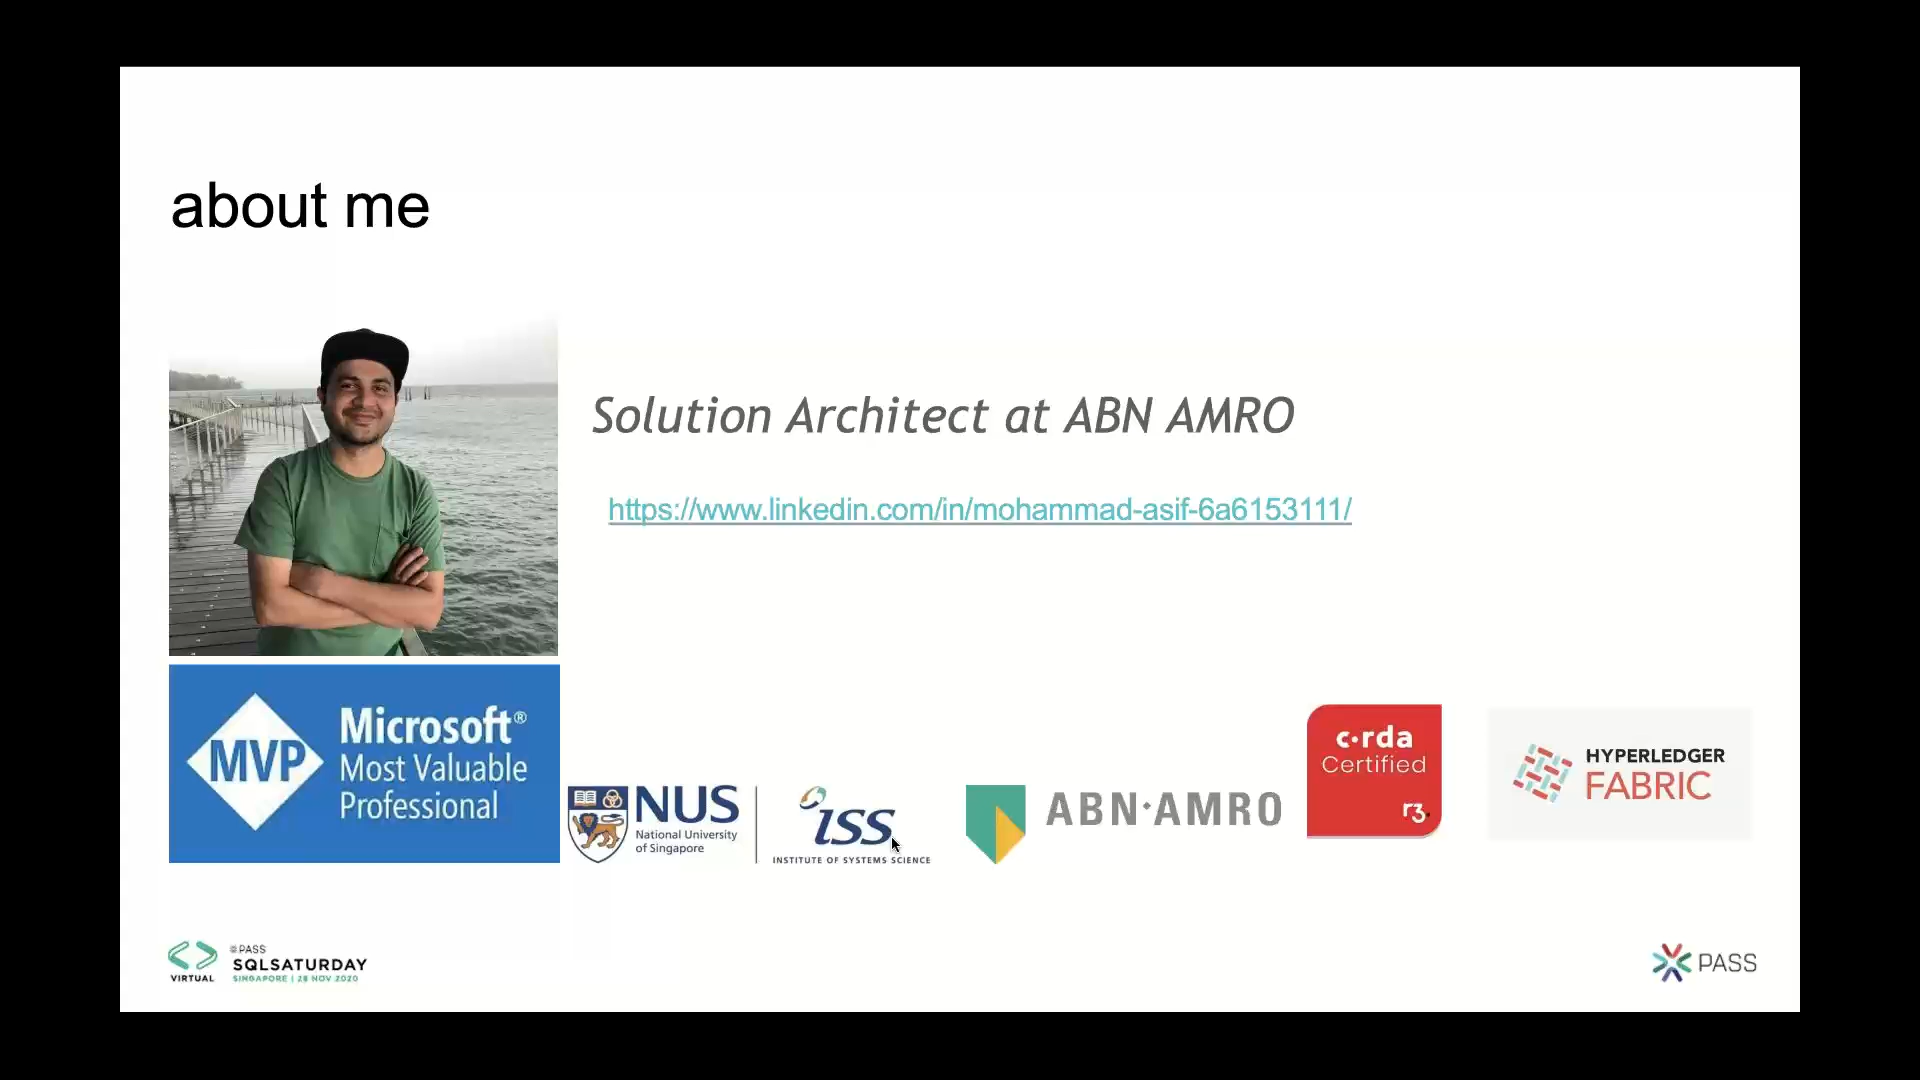 about me
Solution Architect at ABN AMRO
https://www.linkedin.com/in/mohammad-asif-6a6153111/
MVP
Microsoft®
Most Valuable
Professional
NUS
National University
of Singapore
iss
INSTITUTE OF SYSTEMS SCIENCE
ABN·AMRO
c·rda
Certified
r3.
HYPERLEDGER
FABRIC
VIRTUAL
@PASS
SQLSATURDAY
SINGAPORE | 28 NOV 2020
PASS